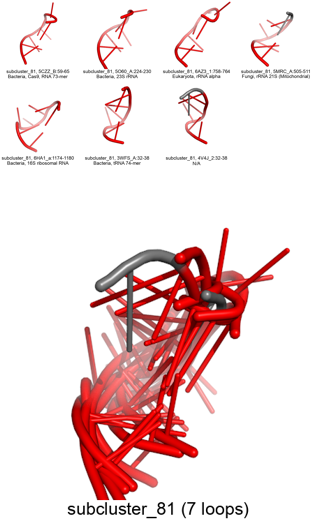 subcluster_81, 5CZZ_B:59-65
Bacteria, Cas9, RNA 73-mer
subcluster_81, 5O60_A:224-230
Bacteria, 23S rRNA
subcluster_81, 6AZ3_1:758-764
Eukaryota, rRNA alpha
subcluster_81, 5MRC_A:505-511
Fungi, rRNA 21S (Mitochondrial)
subcluster_81, 6HA1_a:1174-1180
Bacteria, 16S ribosomal RNA
subcluster_81, 3WFS_A:32-38
Bacteria, tRNA 74-mer
subcluster_81, 4V4J_2:32-38
N/A
subcluster_81 (7 loops)